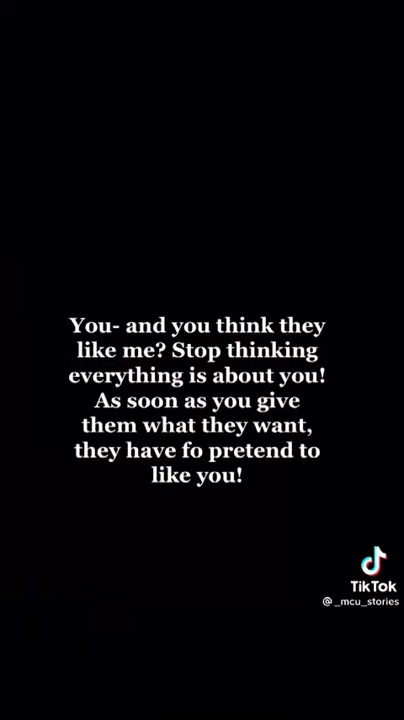 You- and you think they
like me? Stop thinking
everything is about you!
As soon as you give
them what they want,
they have fo pretend to
like you!
TikTok
@_mcu_stories